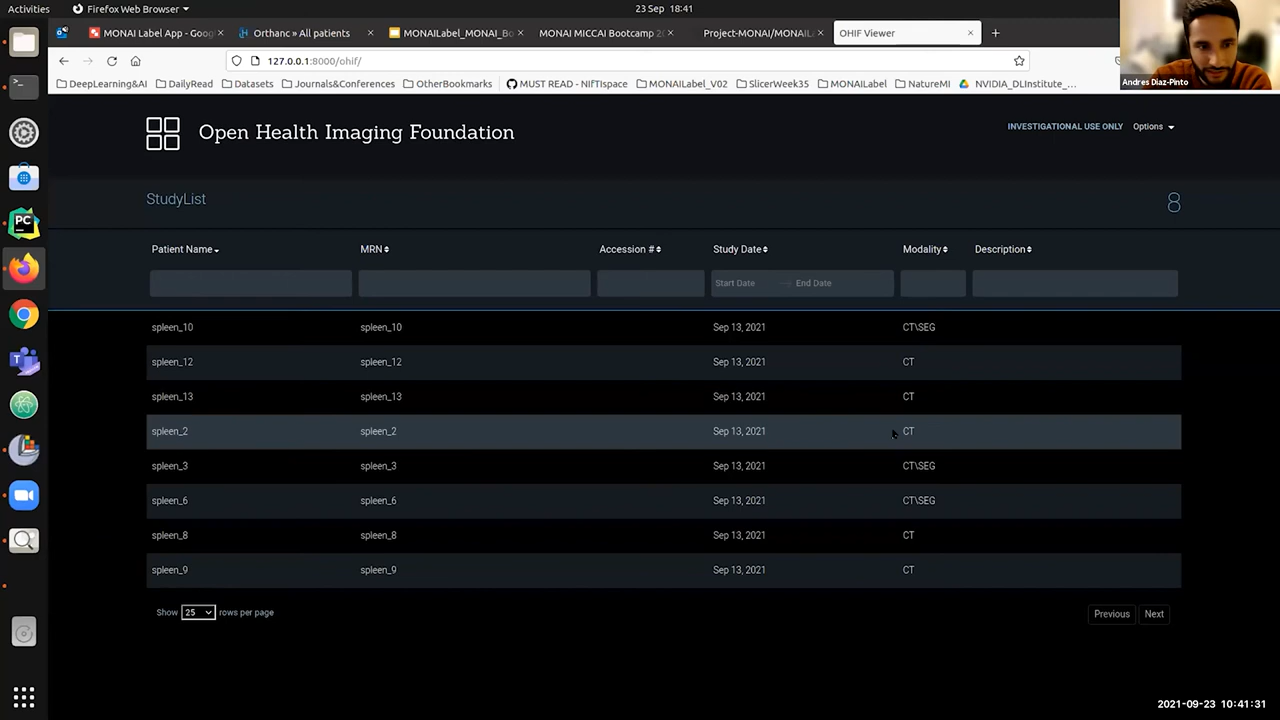 Activities Firefox Web Browser 23 Sep 18:41
MONAI Label App - Goog Orthanc » All patients MONAILabel_MONAI_Bo MONAI MICCAI Bootcamp 20 Project-MONAI/MONAIL OHIF Viewer
127.0.0.1:8000/ohif/
DeepLearning&AI DailyRead Datasets Journals&Conferences OtherBookmarks MUST READ - NIfTIspace MONAILabel_V02 SlicerWeek35 MONAILabel NatureMI NVIDIA_DLInstitute_…
Andres Diaz-Pinto
Open Health Imaging Foundation INVESTIGATIONAL USE ONLY Options
StudyList 8
Patient Name MRN Accession # Study Date Modality Description
Start Date End Date
spleen_10 spleen_10 Sep 13, 2021 CT\SEG
spleen_12 spleen_12 Sep 13, 2021 CT
spleen_13 spleen_13 Sep 13, 2021 CT
spleen_2 spleen_2 Sep 13, 2021 CT
spleen_3 spleen_3 Sep 13, 2021 CT\SEG
spleen_6 spleen_6 Sep 13, 2021 CT\SEG
spleen_8 spleen_8 Sep 13, 2021 CT
spleen_9 spleen_9 Sep 13, 2021 CT
Show 25 rows per page Previous Next
PC
2021-09-23 10:41:31